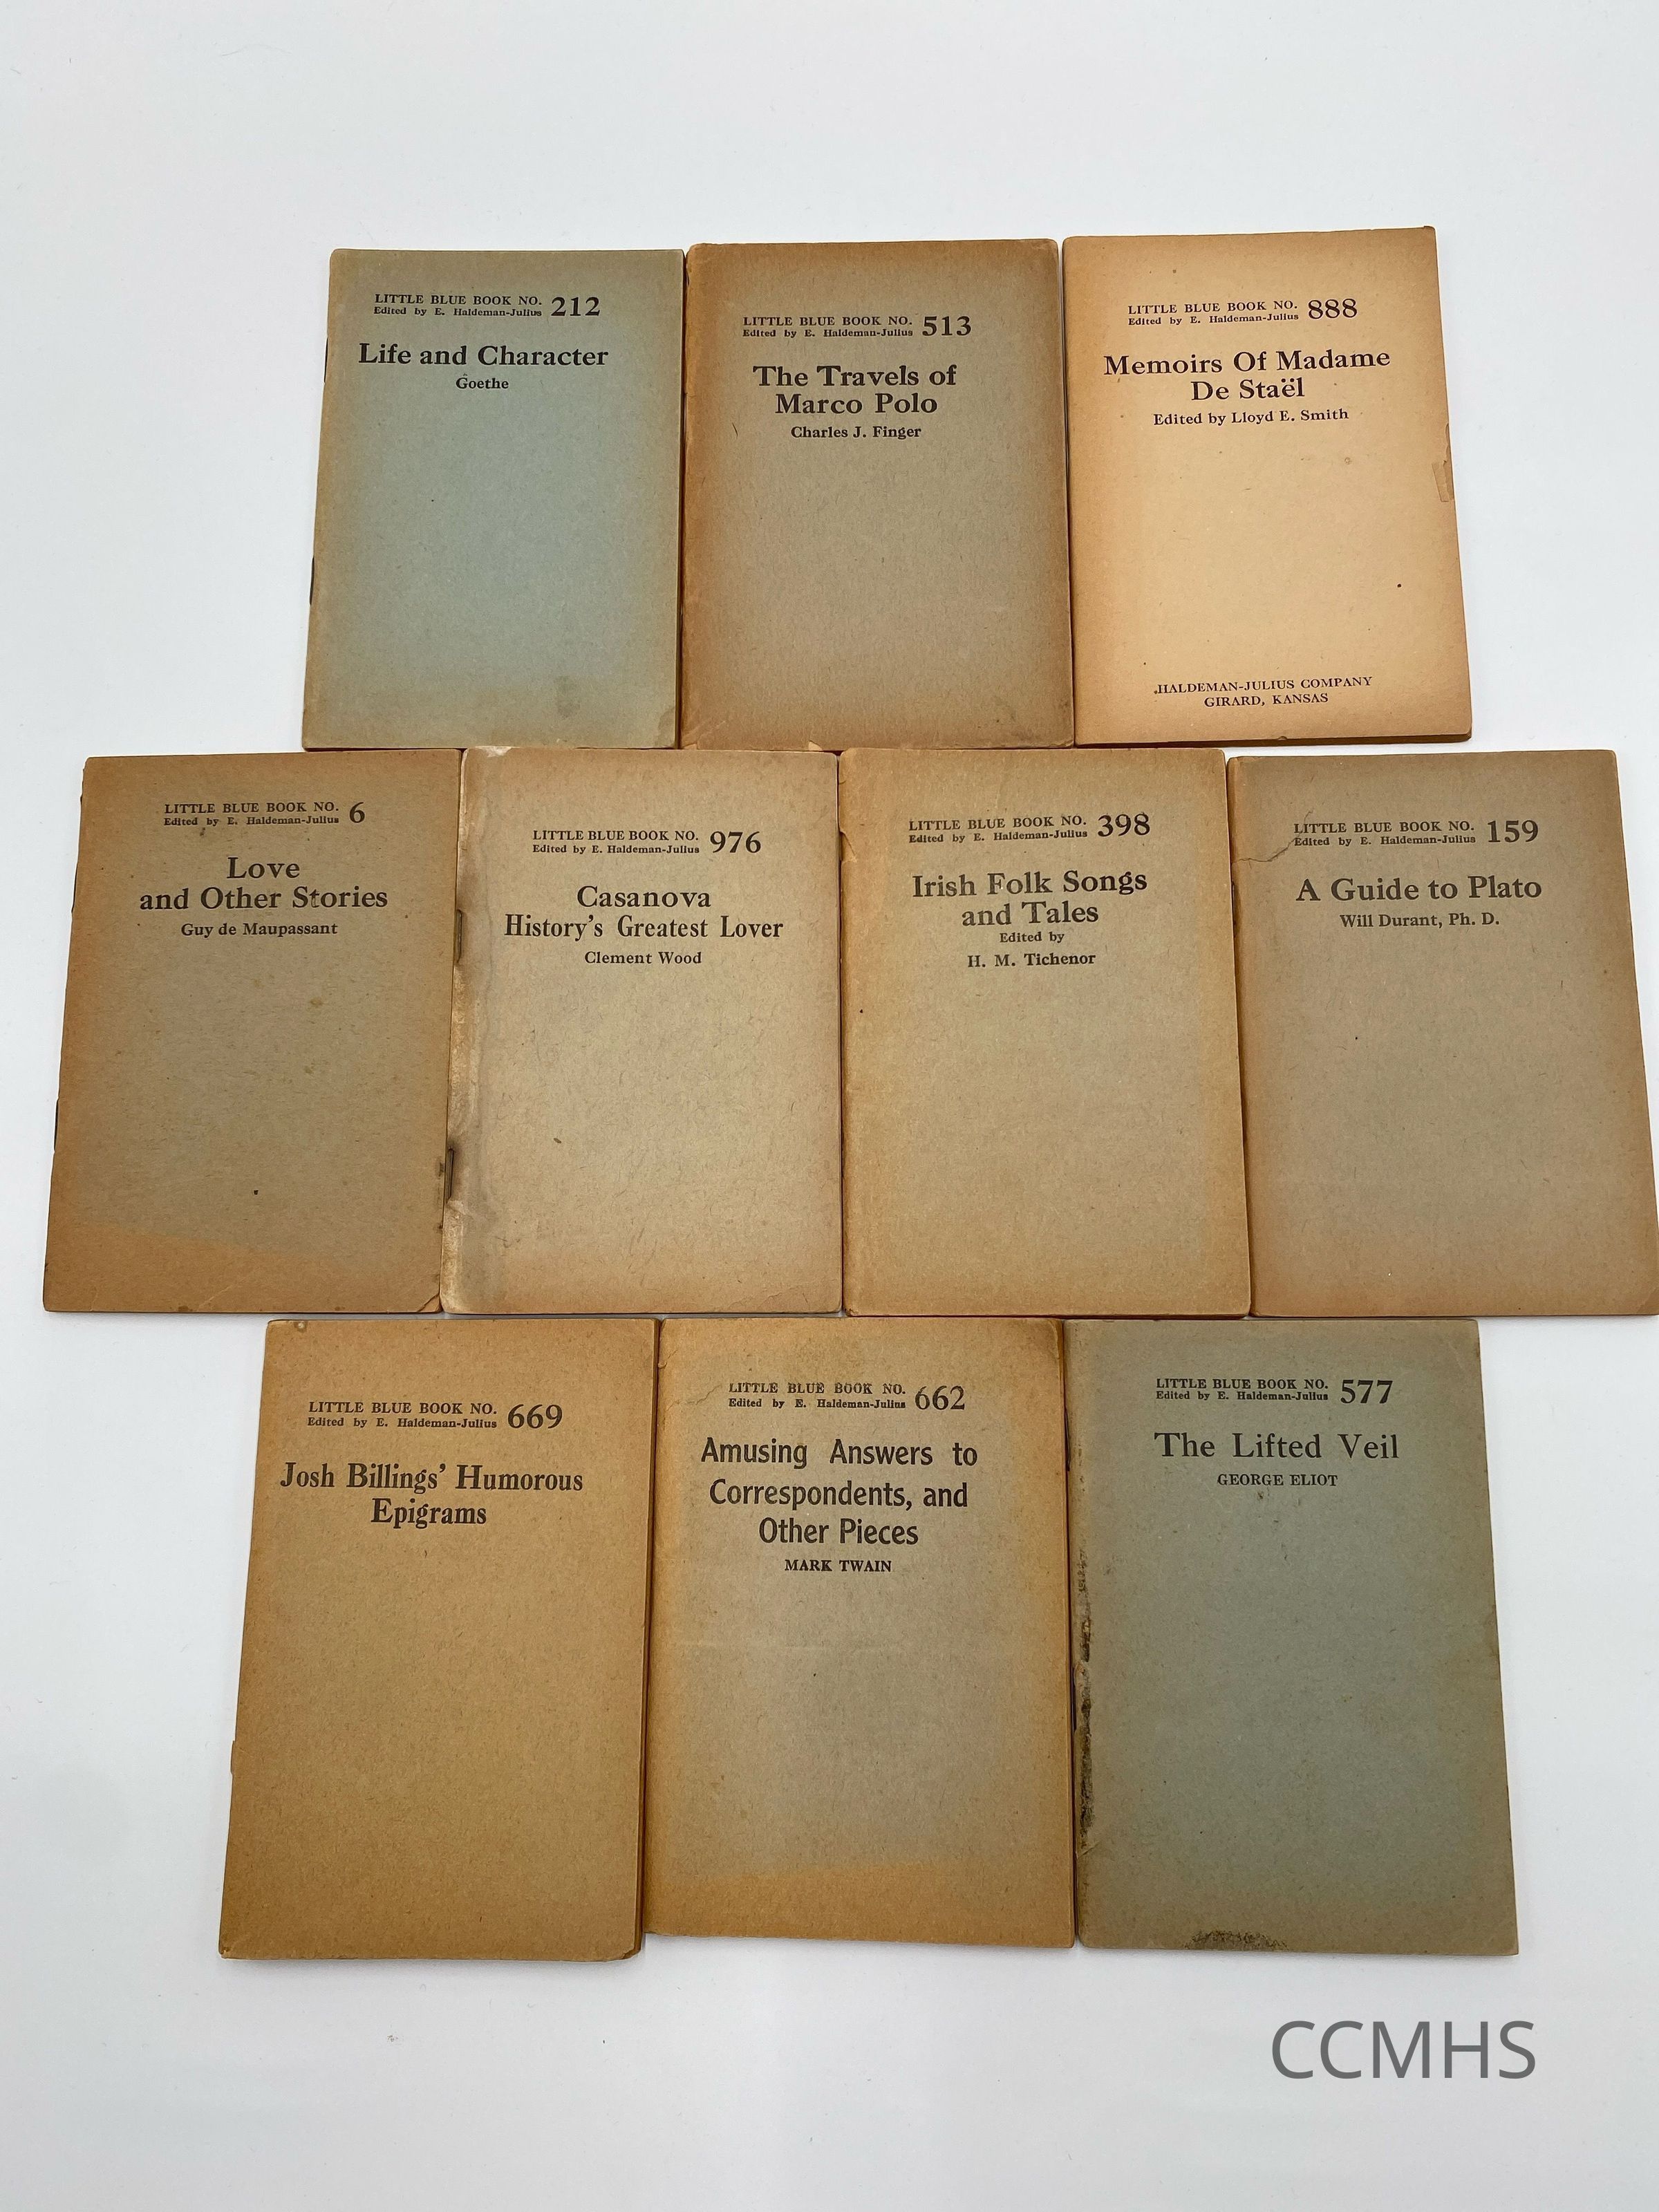 LITTLE BLUE BOOK NO. 212
Edited by E. Haldeman-Julius
Life and Character
Goethe
LITTLE BLUE BOOK NO. 513
Edited by E. Haldeman-Julius
The Travels of
Marco Polo
Charles J. Finger
LITTLE BLUE BOOK NO. 888
Edited by E. Haldeman-Julius
Memoirs Of Madame
De Staël
Edited by Lloyd E. Smith
HALDEMAN-JULIUS COMPANY
GIRARD, KANSAS
LITTLE BLUE BOOK NO. 6
Edited by E. Haldeman-Julius
Love
and Other Stories
Guy de Maupassant
LITTLE BLUE BOOK NO. 976
Edited by E. Haldeman-Julius
Casanova
History's Greatest Lover
Clement Wood
LITTLE BLUE BOOK NO. 398
Edited by E. Haldeman-Julius
Irish Folk Songs
and Tales
Edited by
H. M. Tichenor
LITTLE BLUE BOOK NO. 159
Edited by E. Haldeman-Julius
A Guide to Plato
Will Durant, Ph. D.
LITTLE BLUE BOOK NO. 669
Edited by E. Haldeman-Julius
Josh Billings' Humorous
Epigrams
LITTLE BLUE BOOK NO. 662
Edited by E. Haldeman-Julius
Amusing Answers to
Correspondents, and
Other Pieces
MARK TWAIN
LITTLE BLUE BOOK NO. 577
Edited by E. Haldeman-Julius
The Lifted Veil
GEORGE ELIOT
CCMHS